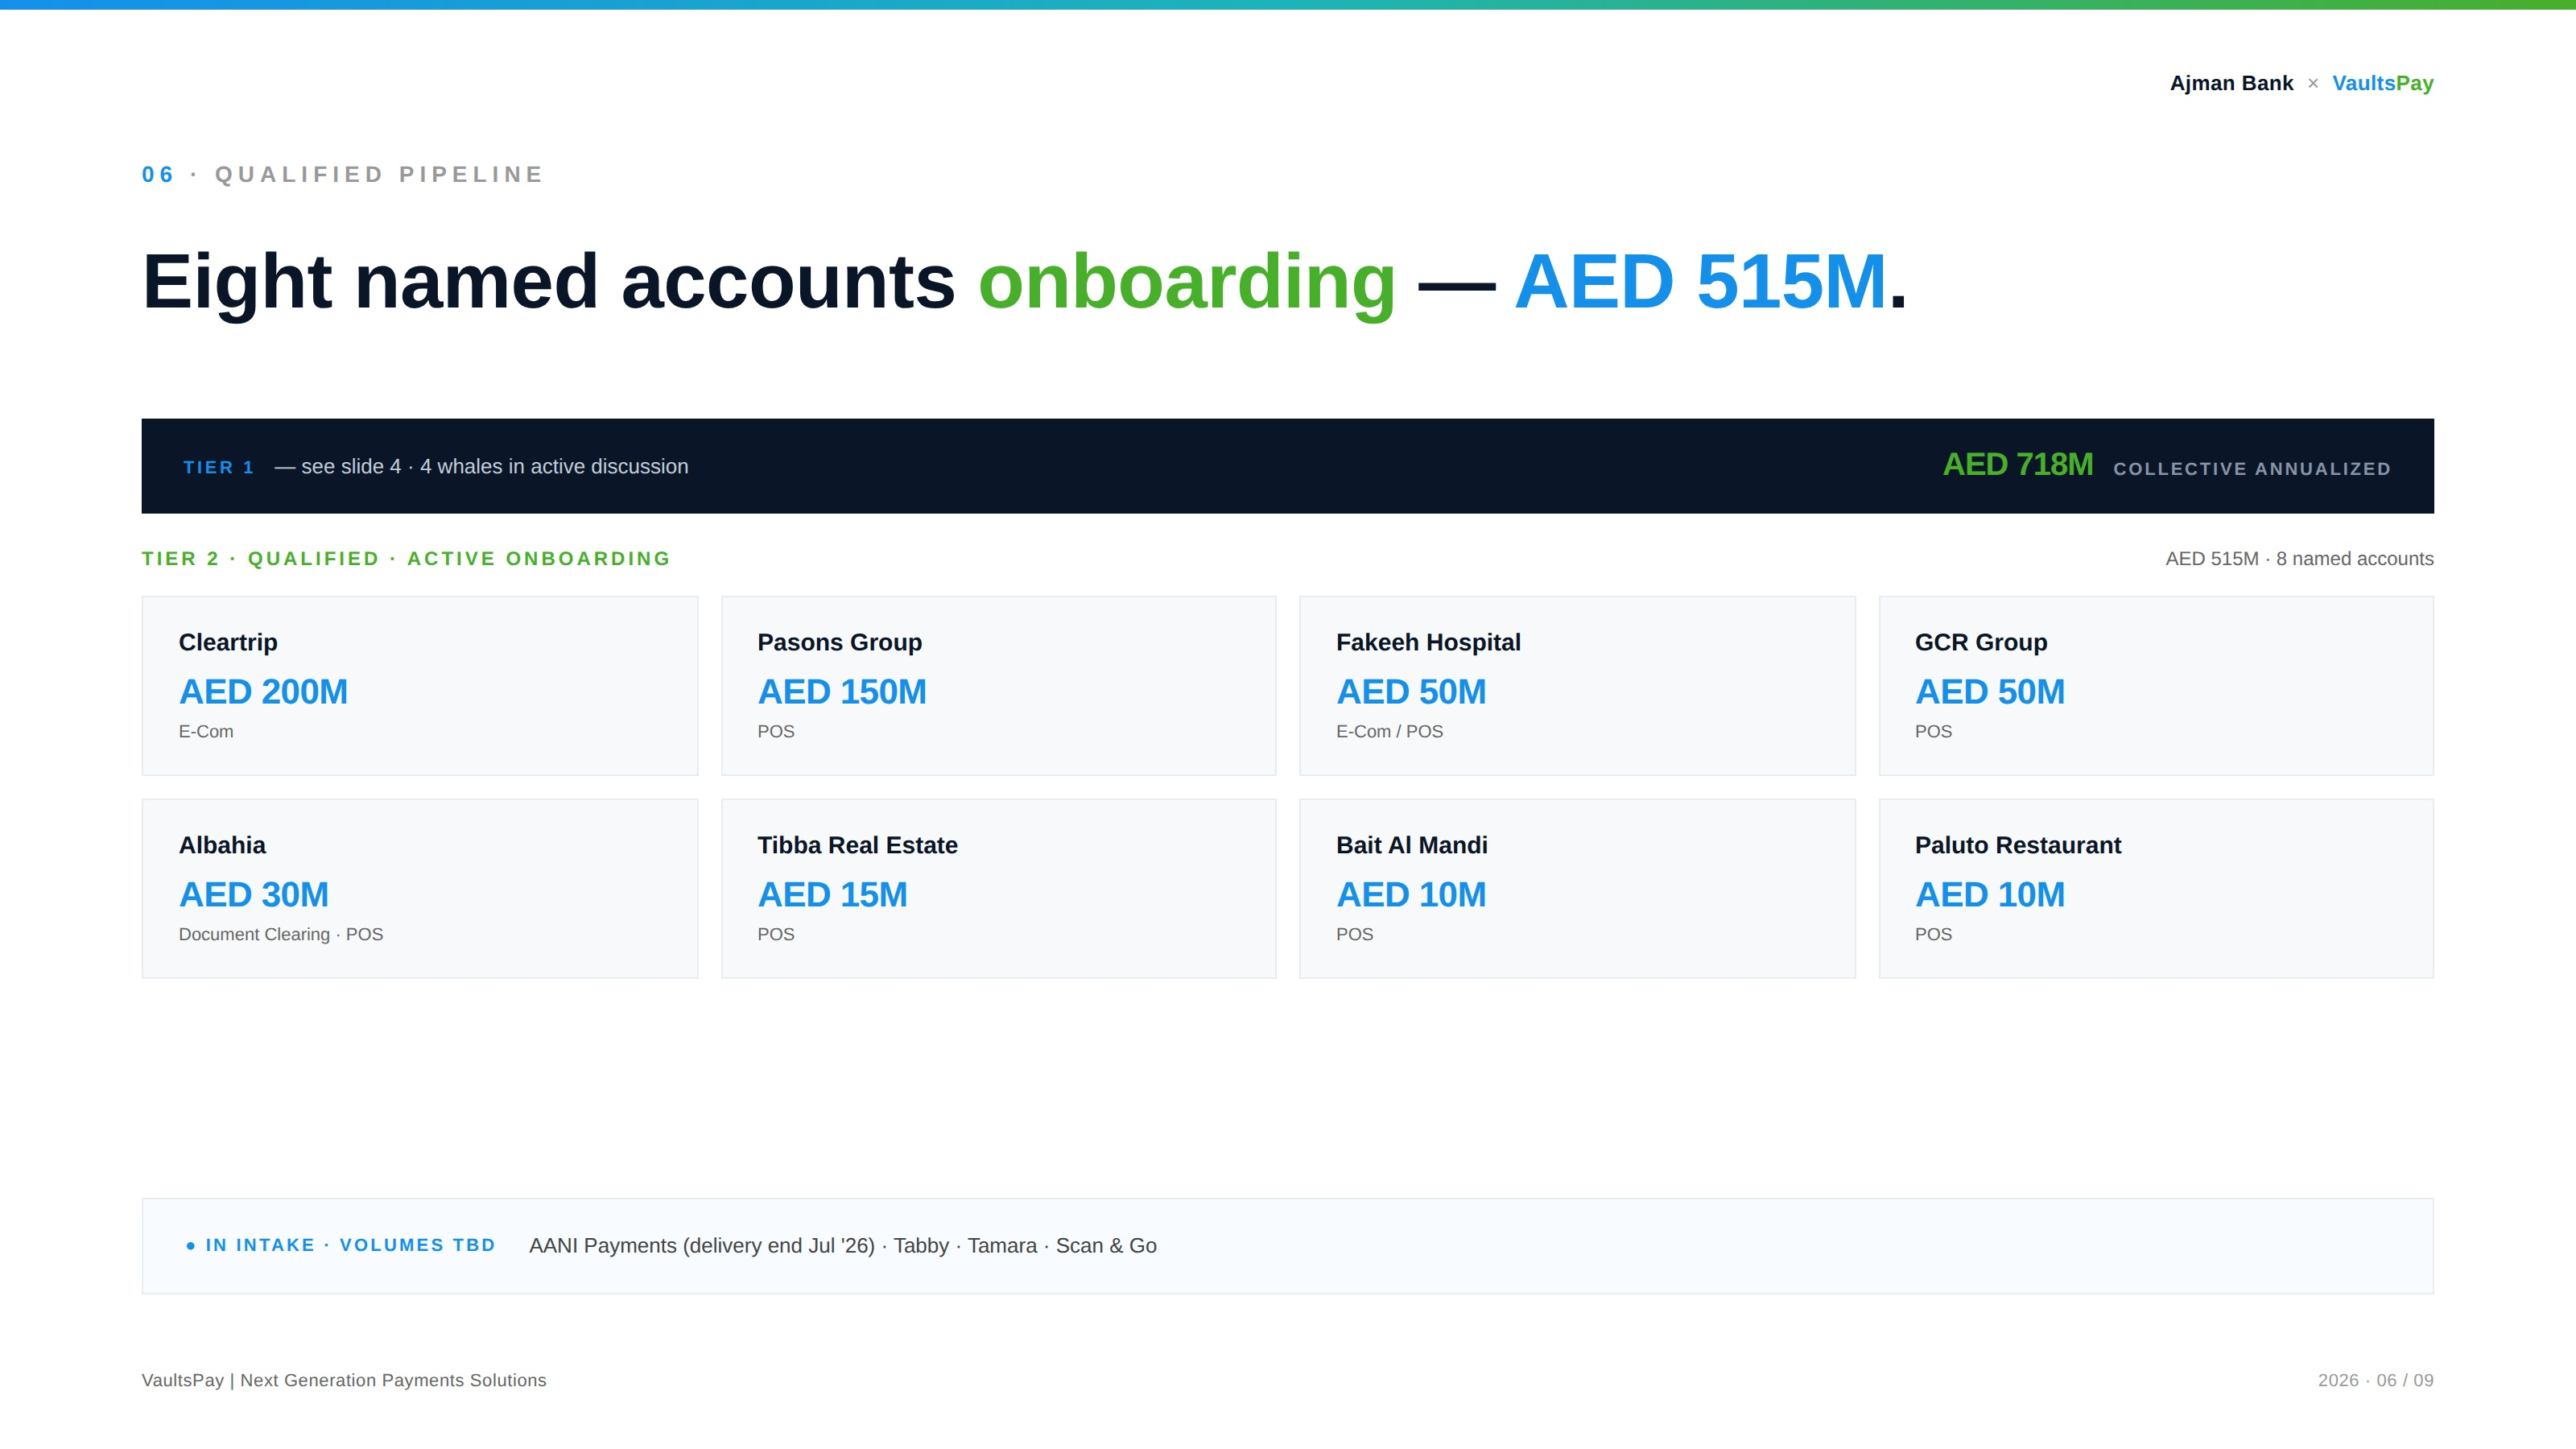 Ajman Bank × VaultsPay
06 · QUALIFIED PIPELINE
Eight named accounts onboarding — AED 515M.
TIER 1 — see slide 4 · 4 whales in active discussion AED 718M COLLECTIVE ANNUALIZED
TIER 2 · QUALIFIED · ACTIVE ONBOARDING AED 515M · 8 named accounts
Cleartrip
AED 200M
E-Com
Pasons Group
AED 150M
POS
Fakeeh Hospital
AED 50M
E-Com / POS
GCR Group
AED 50M
POS
Albahia
AED 30M
Document Clearing · POS
Tibba Real Estate
AED 15M
POS
Bait Al Mandi
AED 10M
POS
Paluto Restaurant
AED 10M
POS
● IN INTAKE · VOLUMES TBD AANI Payments (delivery end Jul '26) · Tabby · Tamara · Scan & Go
VaultsPay | Next Generation Payments Solutions 2026 · 06 / 09